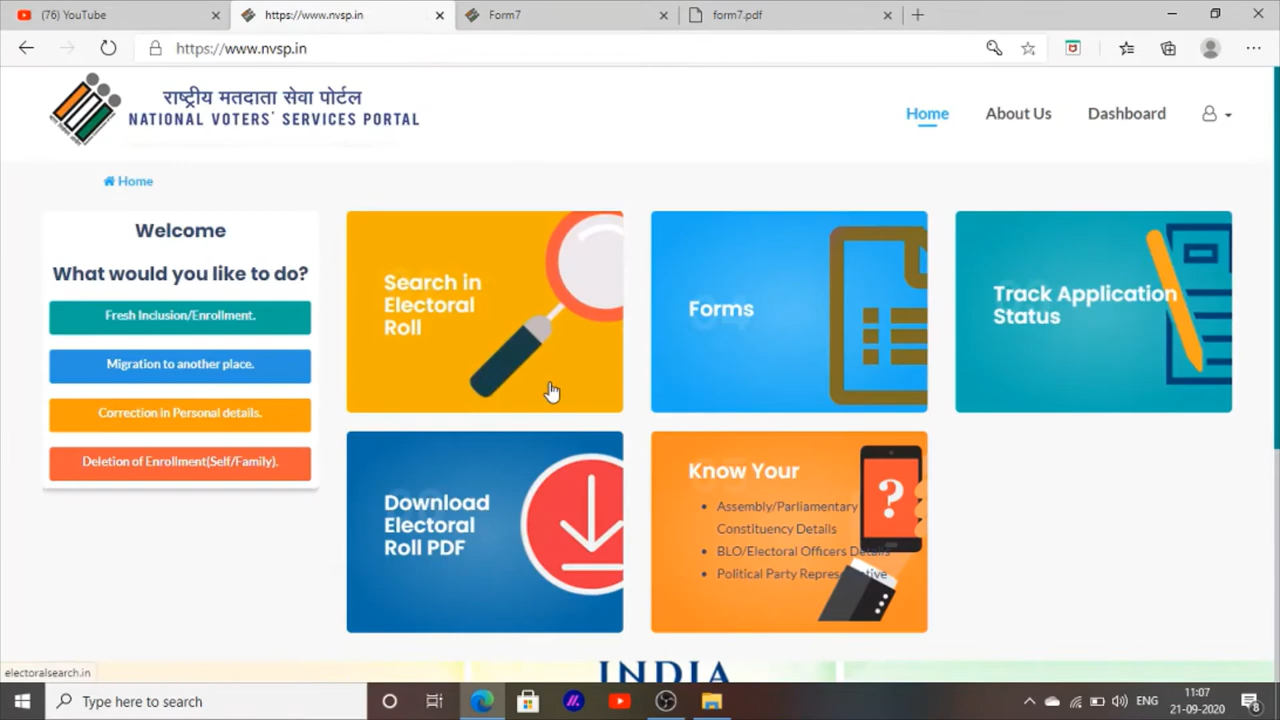 (76) YouTube
https://www.nvsp.in
Form7
form7.pdf
https://www.nvsp.in
राष्ट्रीय मतदाता सेवा पोर्टल
NATIONAL VOTERS' SERVICES PORTAL
Home
About Us
Dashboard
Home
Welcome
What would you like to do?
Fresh Inclusion/Enrollment.
Migration to another place.
Correction in Personal details.
Deletion of Enrollment(Self/Family).
Search in
Electoral
Roll
Forms
Track Application
Status
Download
Electoral
Roll PDF
Know Your
Assembly/Parliamentary
Constituency Details
BLO/Electoral Officers Details
Political Party Representative
?
INDIA
electoralsearch.in
Type here to search
ENG
11:07
21-09-2020
8